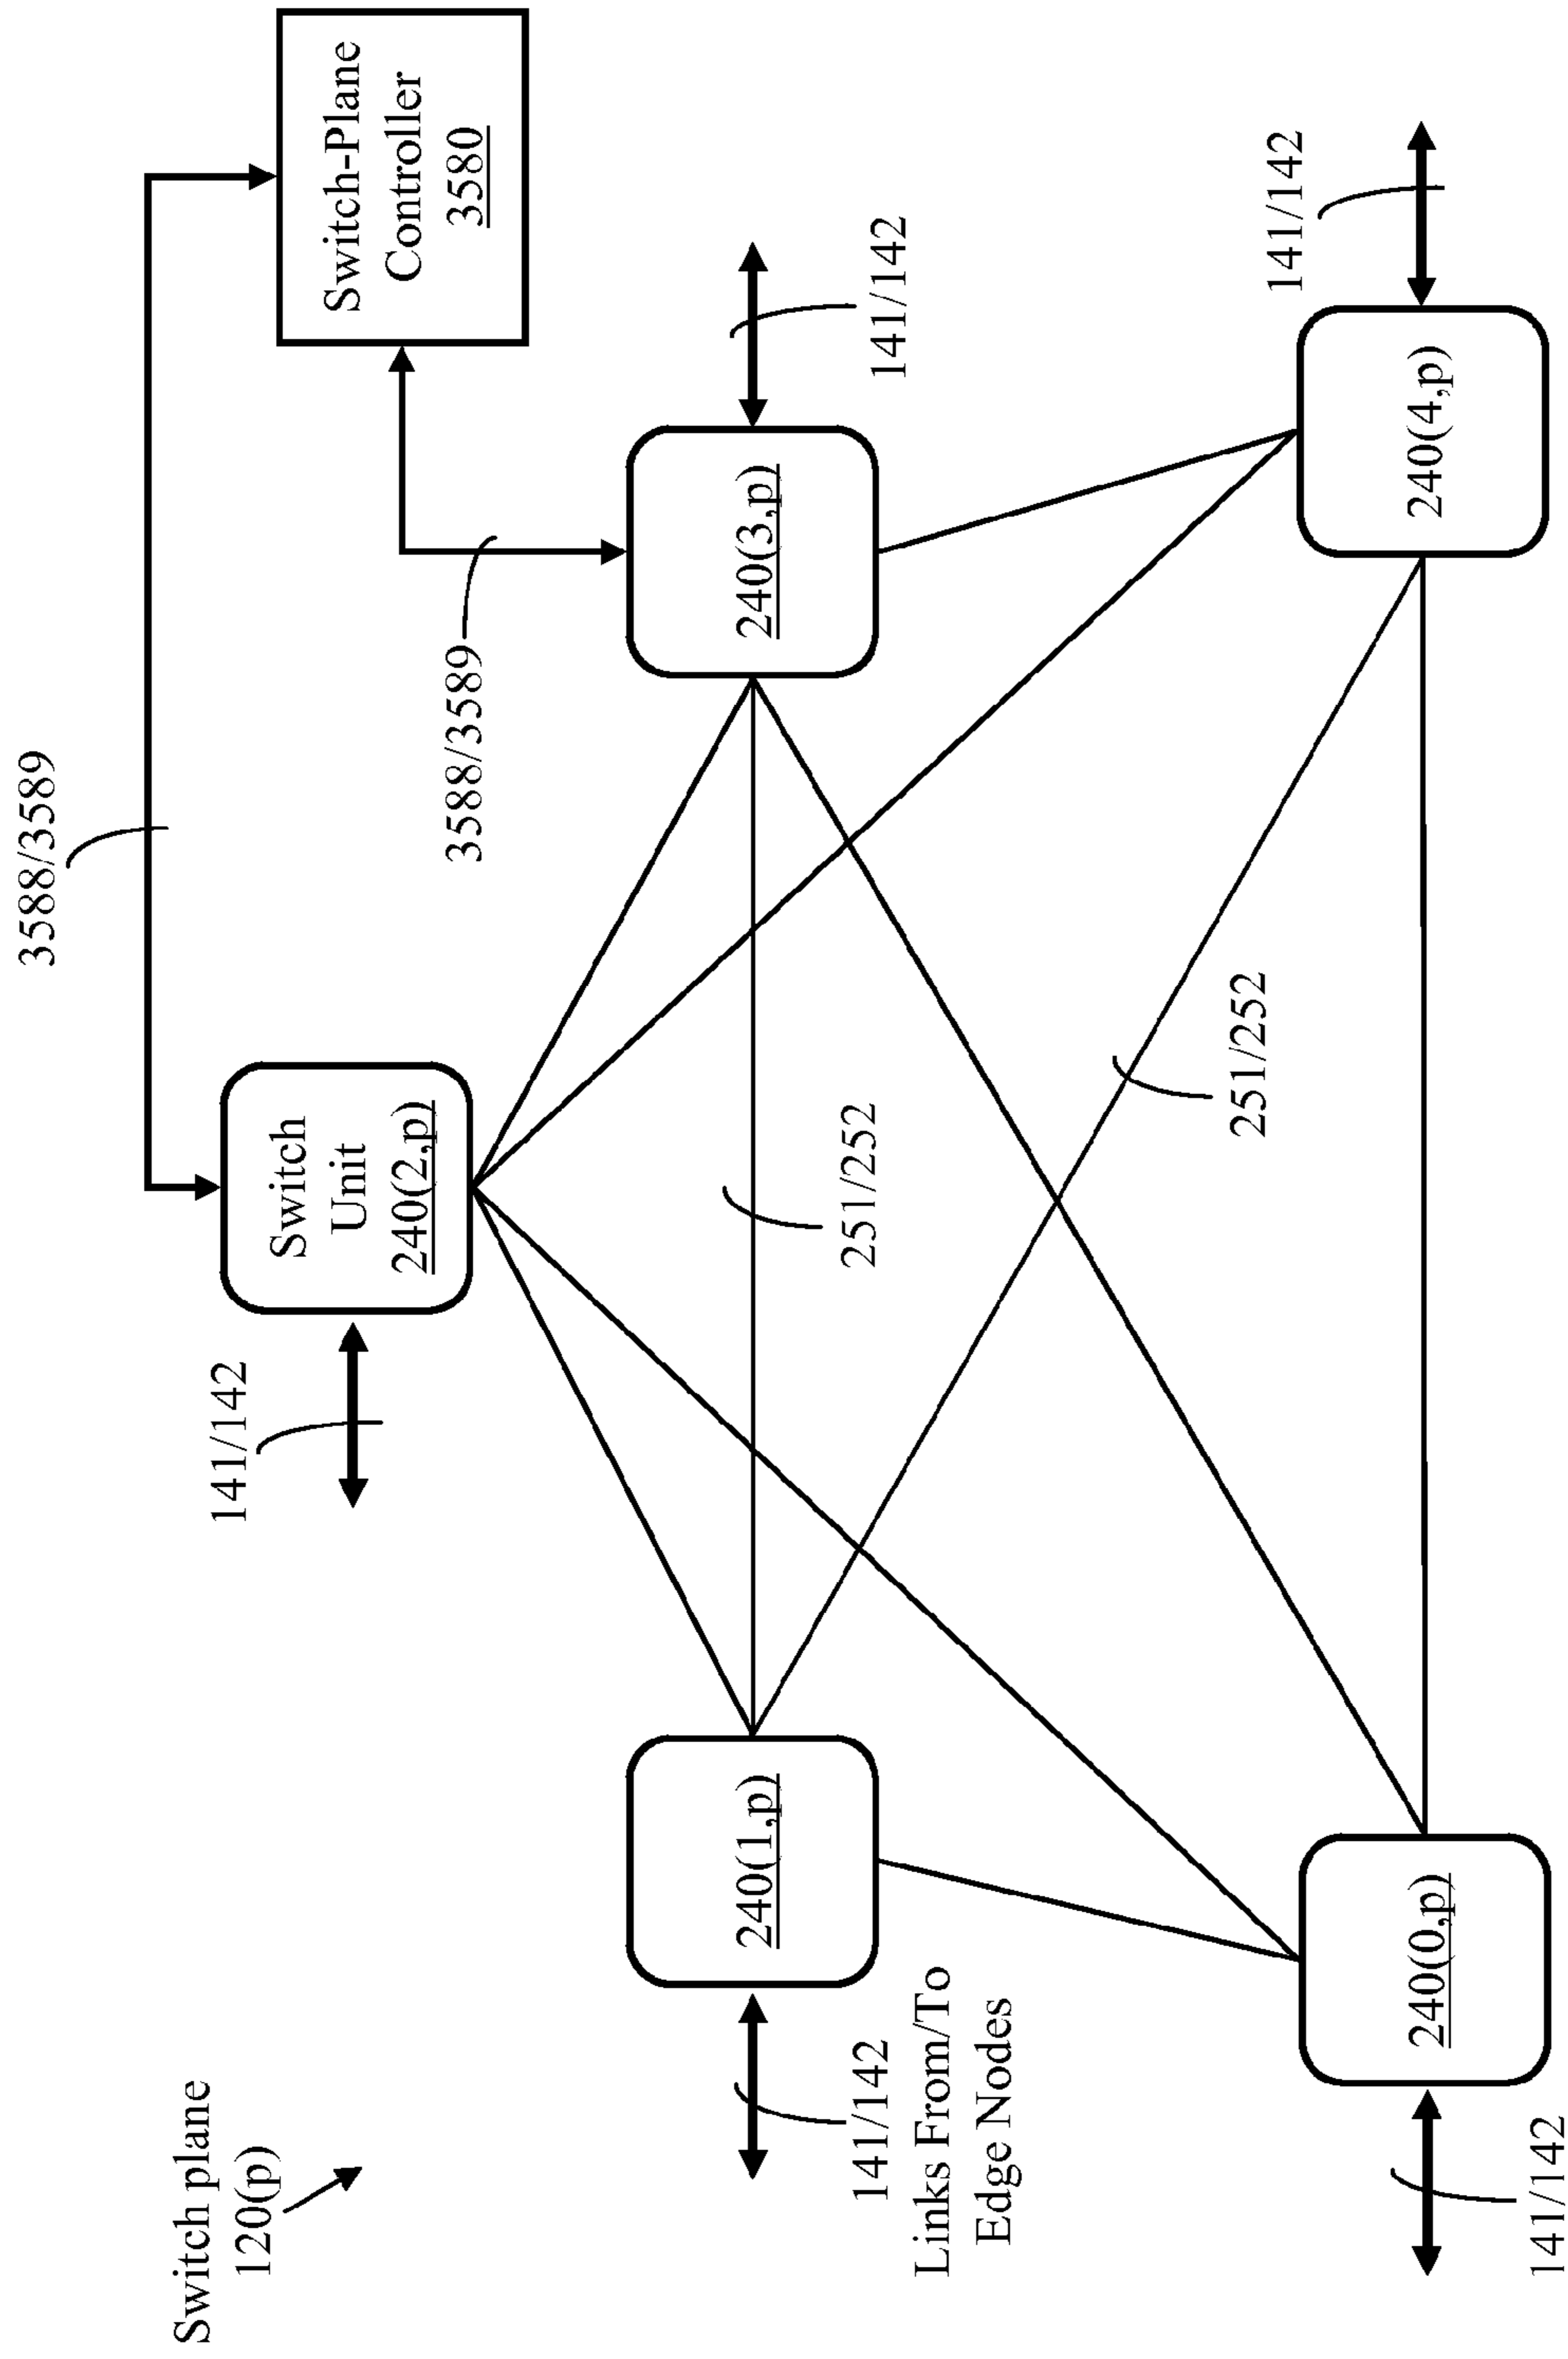 Switch plane
120(p)
141/142
3588/3589
Switch
Unit
240(2,p)
Switch-Plane
Controller
3580
3588/3589
240(1,p)
141/142
Links From/To
Edge Nodes
251/252
240(3,p)
141/142
251/252
240(0,p)
141/142
240(4,p)
141/142